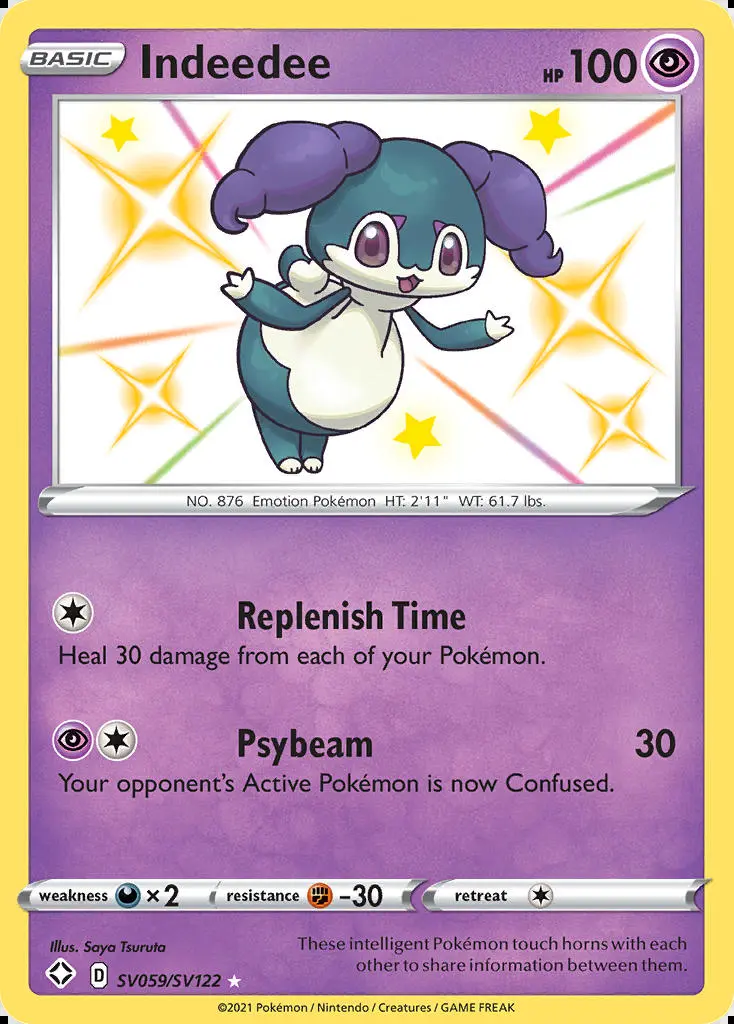 BASIC Indeedee HP 100
NO. 876 Emotion Pokémon HT: 2'11" WT: 61.7 lbs.
Replenish Time
Heal 30 damage from each of your Pokémon.
Psybeam 30
Your opponent's Active Pokémon is now Confused.
weakness ×2 resistance -30 retreat
Illus. Saya Tsuruta
These intelligent Pokémon touch horns with each
other to share information between them.
D SV059/SV122
©2021 Pokémon / Nintendo / Creatures / GAME FREAK